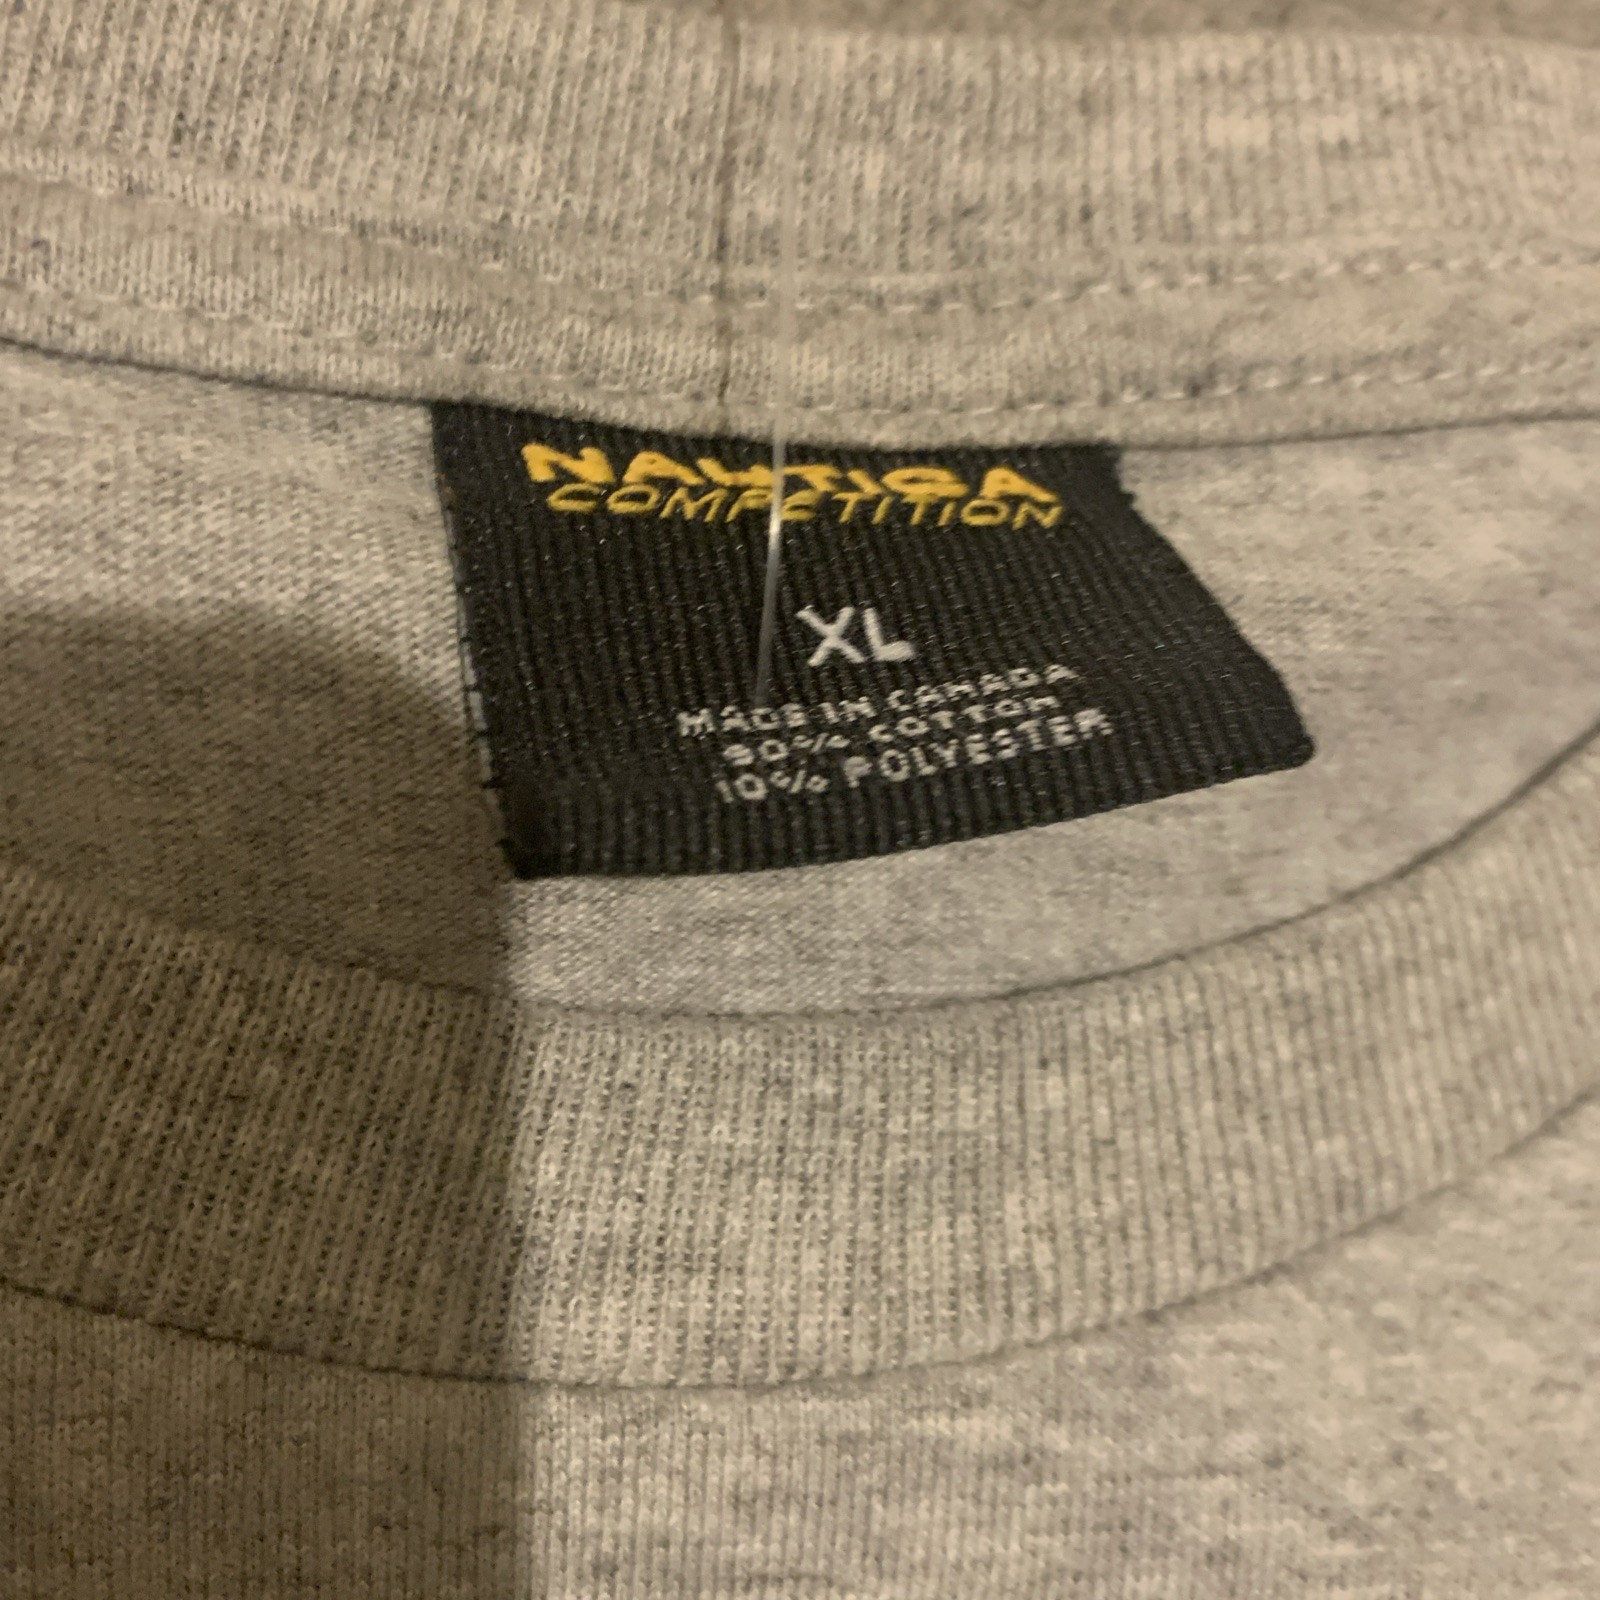 NAUTICA
COMPETITION
XL
MADE IN CANADA
90% COTTON
10% POLYESTER